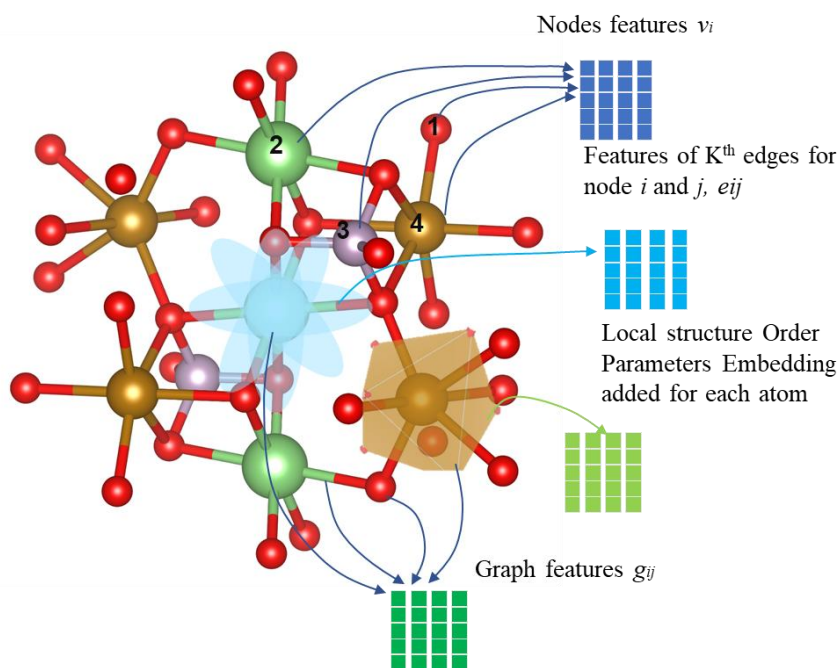 Nodes features vi
1
2
Features of Kth edges for
node i and j, eij
3
4
Local structure Order
Parameters Embedding
added for each atom
Graph features gij